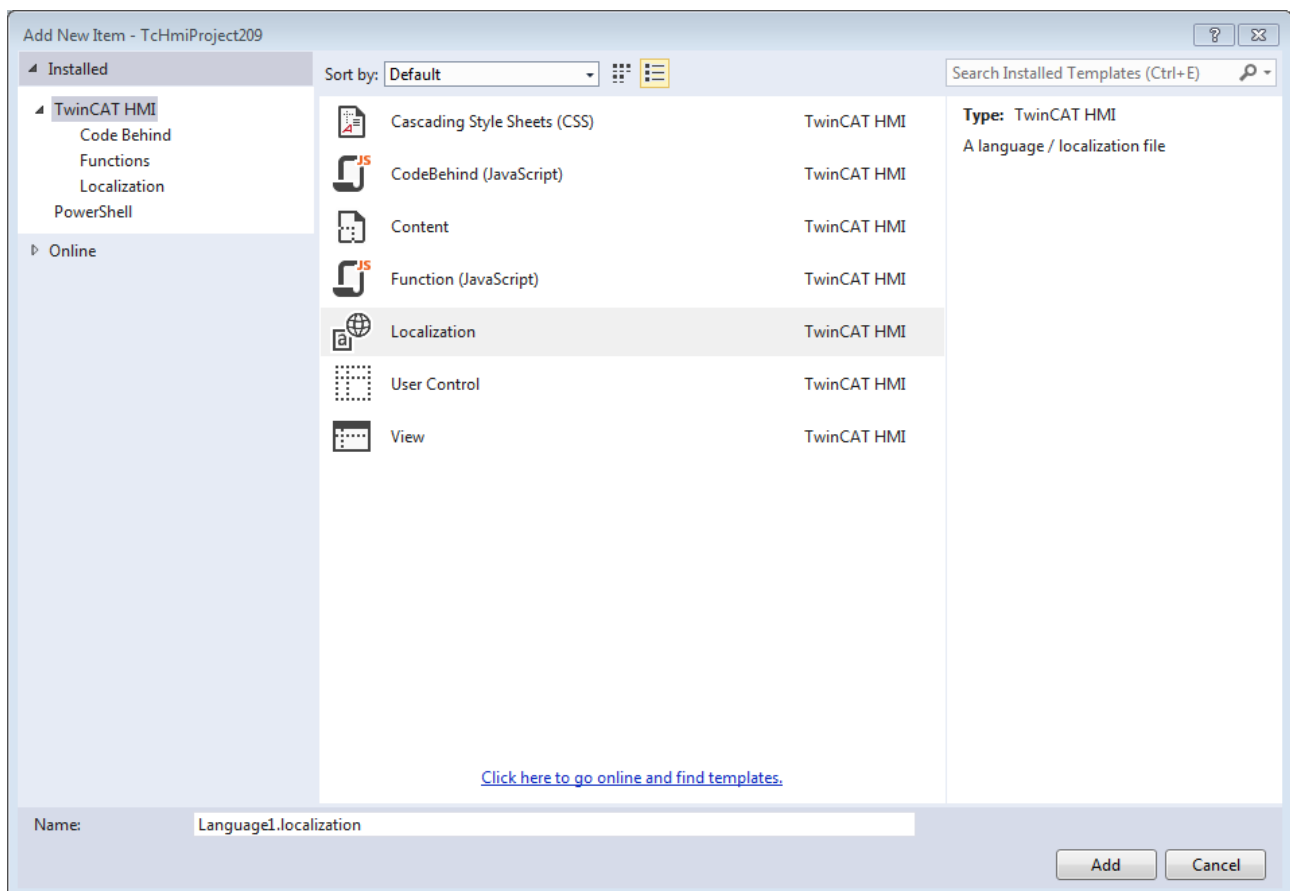 Add New Item - TcHmiProject209
Installed
TwinCAT HMI
Code Behind
Functions
Localization
PowerShell
Online
Sort by: Default
Search Installed Templates (Ctrl+E)
Cascading Style Sheets (CSS) TwinCAT HMI
CodeBehind (JavaScript) TwinCAT HMI
Content TwinCAT HMI
Function (JavaScript) TwinCAT HMI
Localization TwinCAT HMI
User Control TwinCAT HMI
View TwinCAT HMI
Type: TwinCAT HMI
A language / localization file
Click here to go online and find templates.
Name: Language1.localization
Add Cancel